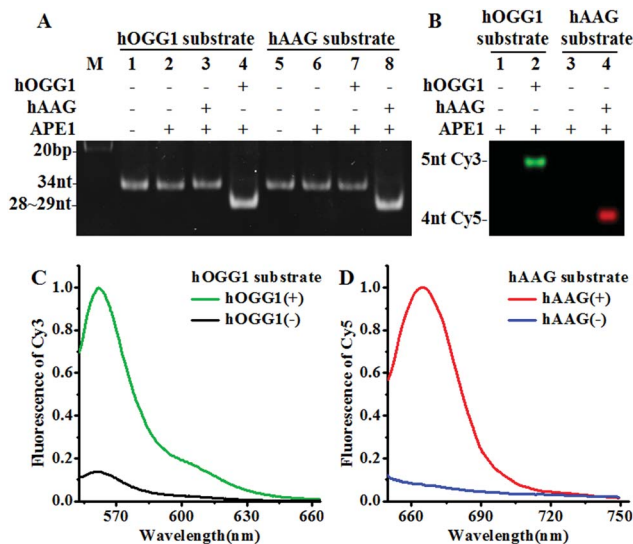 A
hOGG1 substrate hAAG substrate
M 1 2 3 4 5 6 7 8
hOGG1 - - - + - - + -
hAAG - - + - - - - +
APE1 - + + + - + + +
20bp-
34nt-
28~29nt-
B
hOGG1 hAAG
substrate substrate
1 2 3 4
hOGG1 - + - -
hAAG - - - +
APE1 + + + +
5nt Cy3-
4nt Cy5-
C
hOGG1 substrate
hOGG1(+)
hOGG1(-)
Fluorescence of Cy3
1.0
0.8
0.6
0.4
0.2
0.0
570 600 630 660
Wavelength(nm)
D
hAAG substrate
hAAG(+)
hAAG(-)
Fluorescence of Cy5
1.0
0.8
0.6
0.4
0.2
0.0
660 690 720 750
Wavelength(nm)